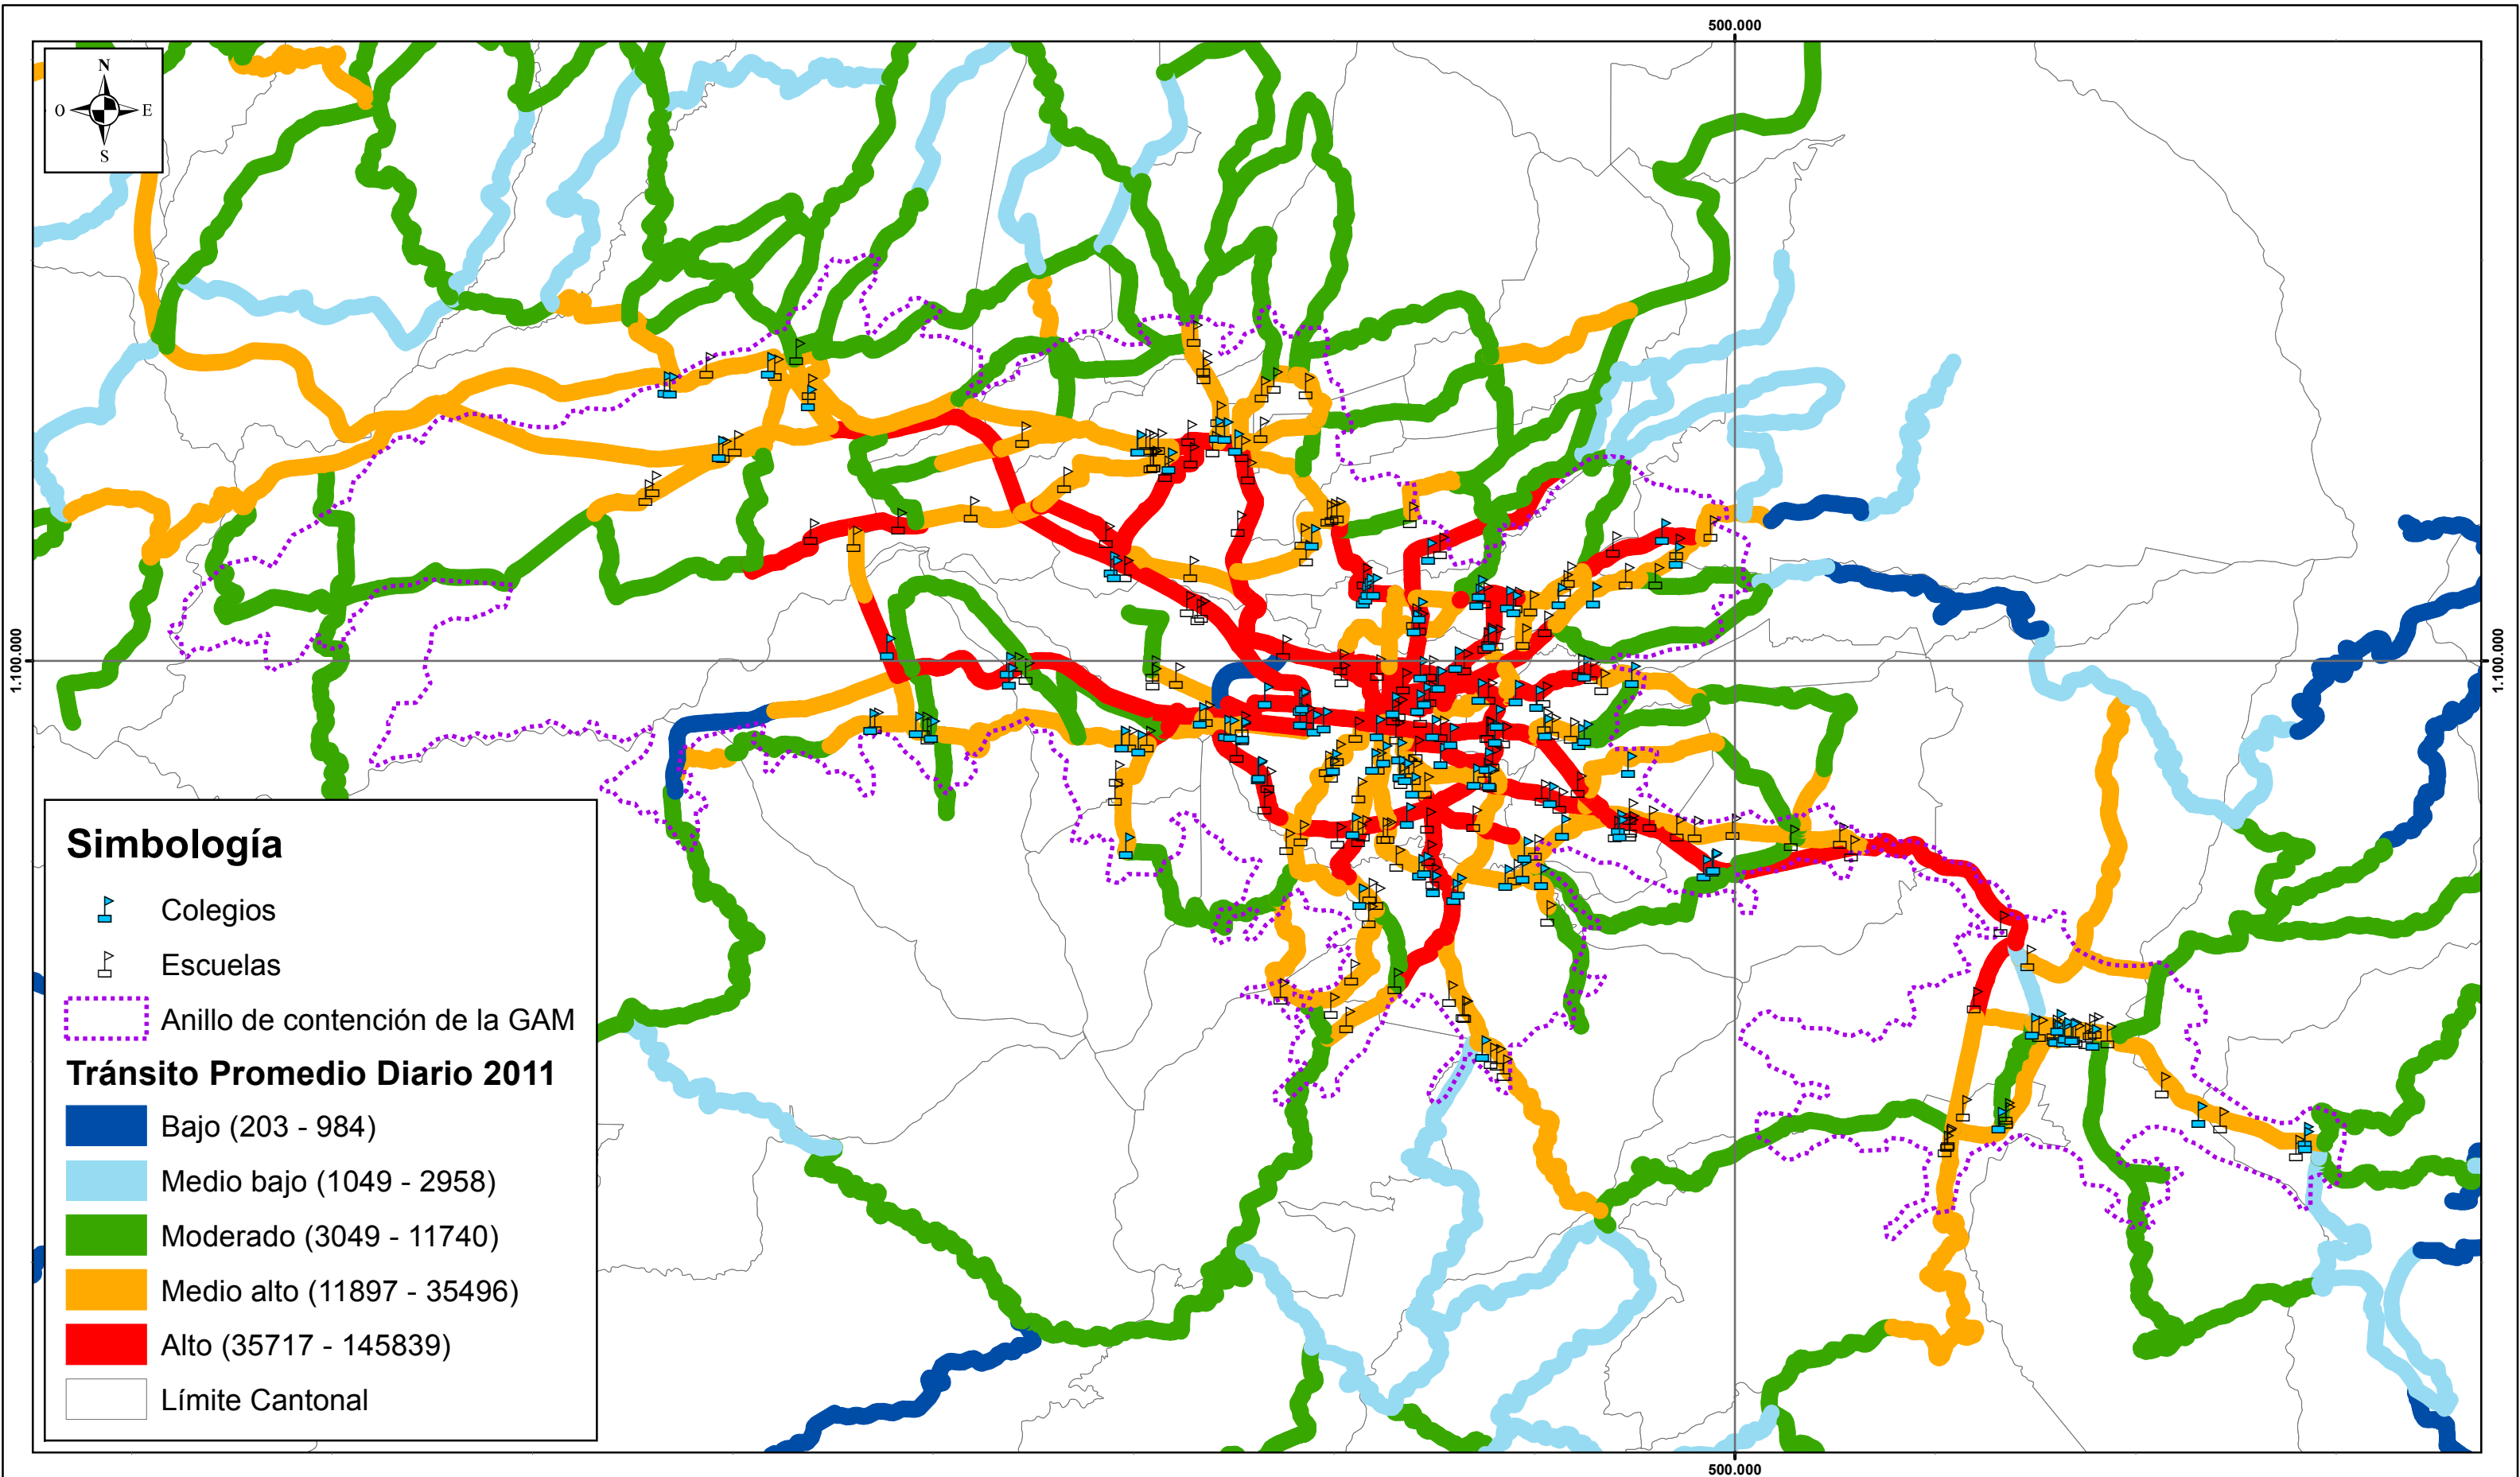 500.000
N
O E
S
1.100.000
1.100.000
Simbología
Colegios
Escuelas
Anillo de contención de la GAM
Tránsito Promedio Diario 2011
Bajo (203 - 984)
Medio bajo (1049 - 2958)
Moderado (3049 - 11740)
Medio alto (11897 - 35496)
Alto (35717 - 145839)
Límite Cantonal
500.000